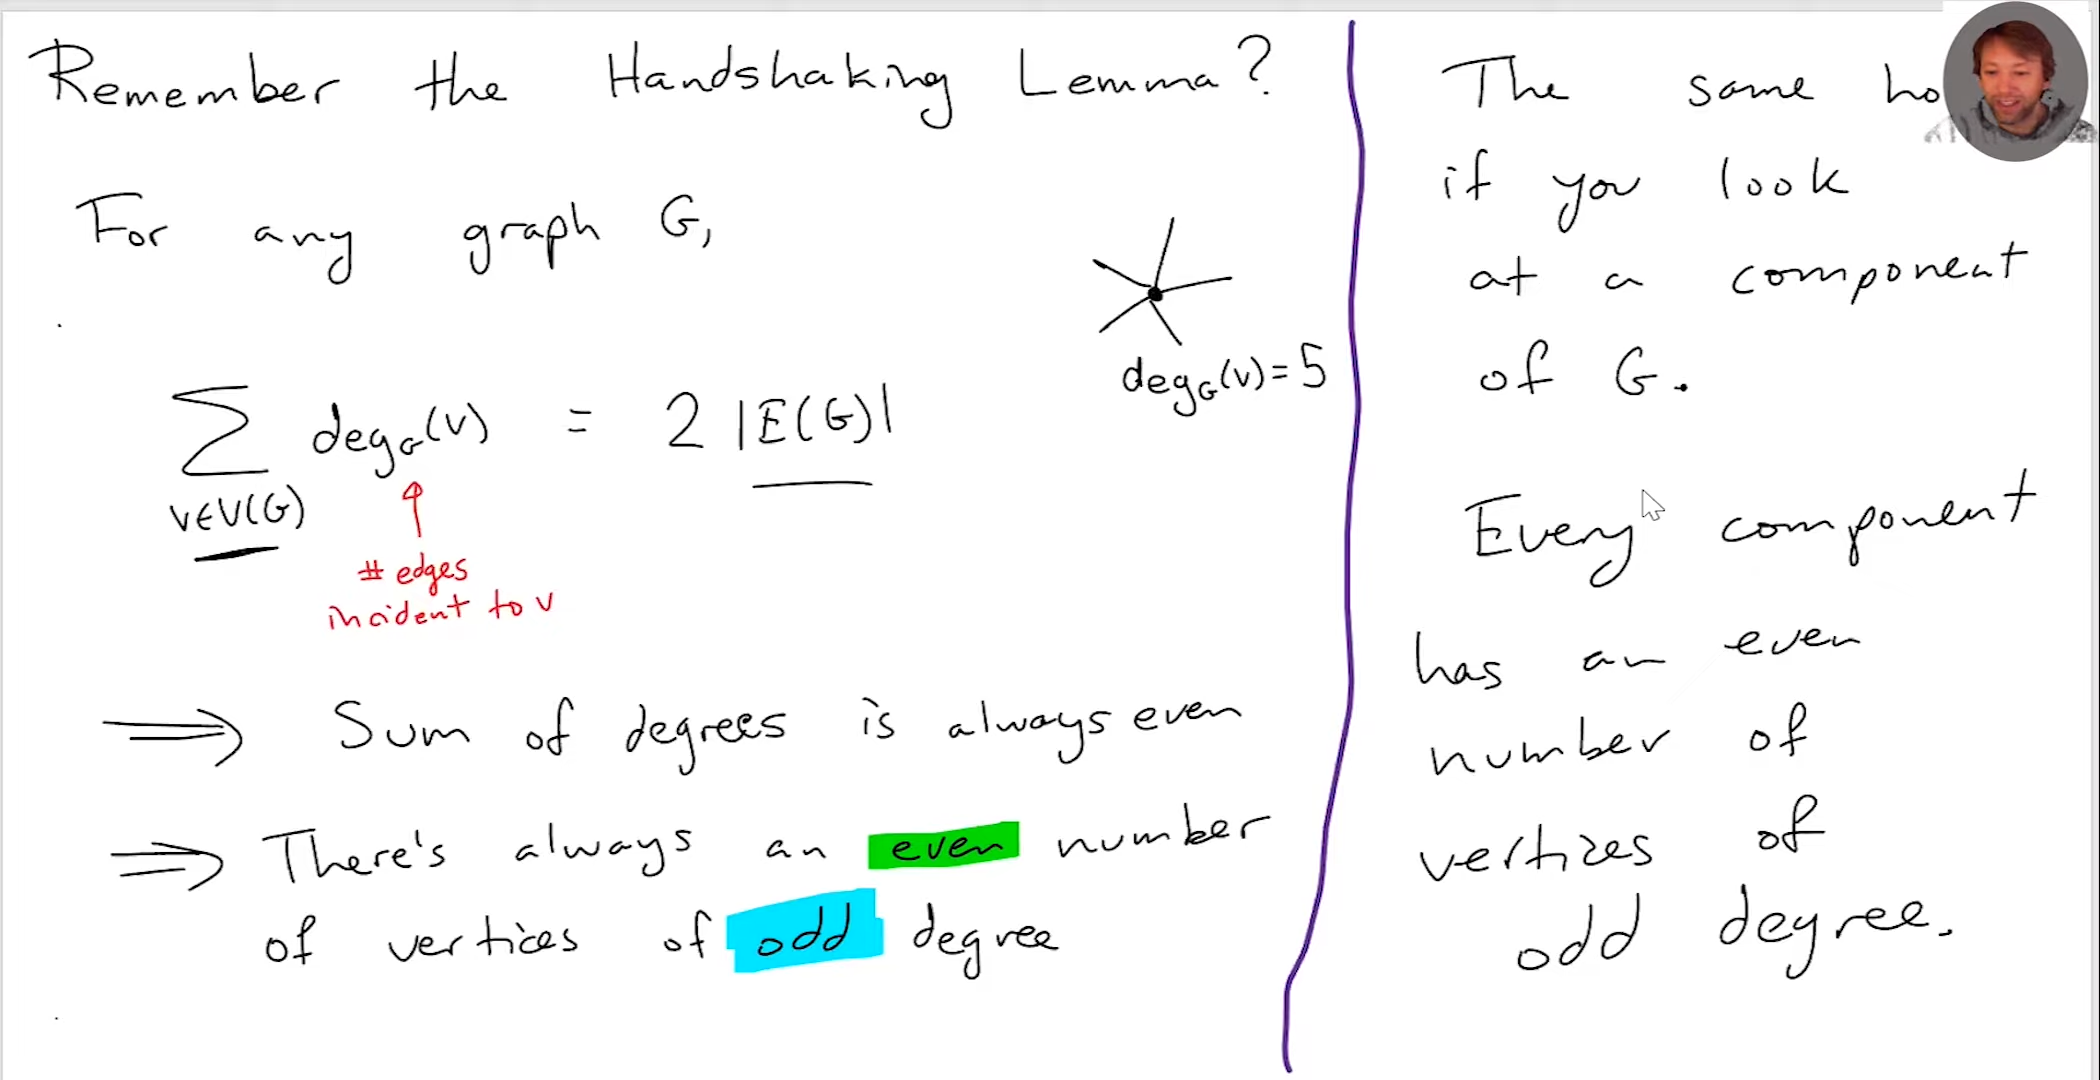 Remember the Handshaking Lemma?
For any graph G,
deg_G(v) = 5
∑ deg_G(v) = 2 |E(G)|
v∈V(G)
# edges
incident to v
⟹ Sum of degrees is always even
⟹ There's always an even number
of vertices of odd degree
The same
if you look
at a component
of G.
Every component
has an even
number of
vertices of
odd degree.